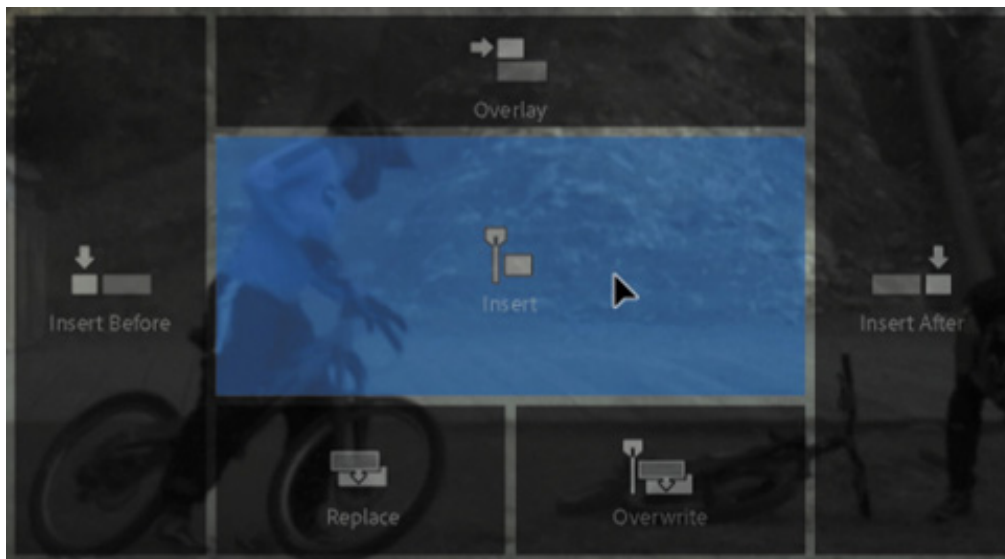 Overlay
Insert Before
Insert
Insert After
Replace
Overwrite